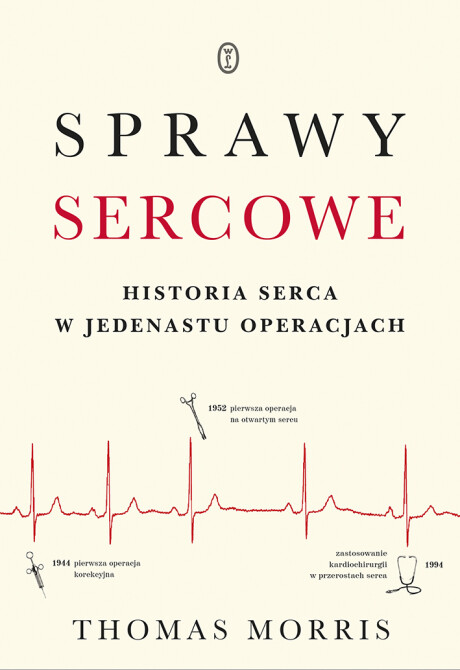 WL
SPRAWY
SERCOWE
HISTORIA SERCA
W JEDENASTU OPERACJACH
1952 pierwsza operacja
na otwartym sercu
1944 pierwsza operacja
korekcyjna
zastosowanie
kardiochirurgii
w przerostach serca
1994
THOMAS MORRIS